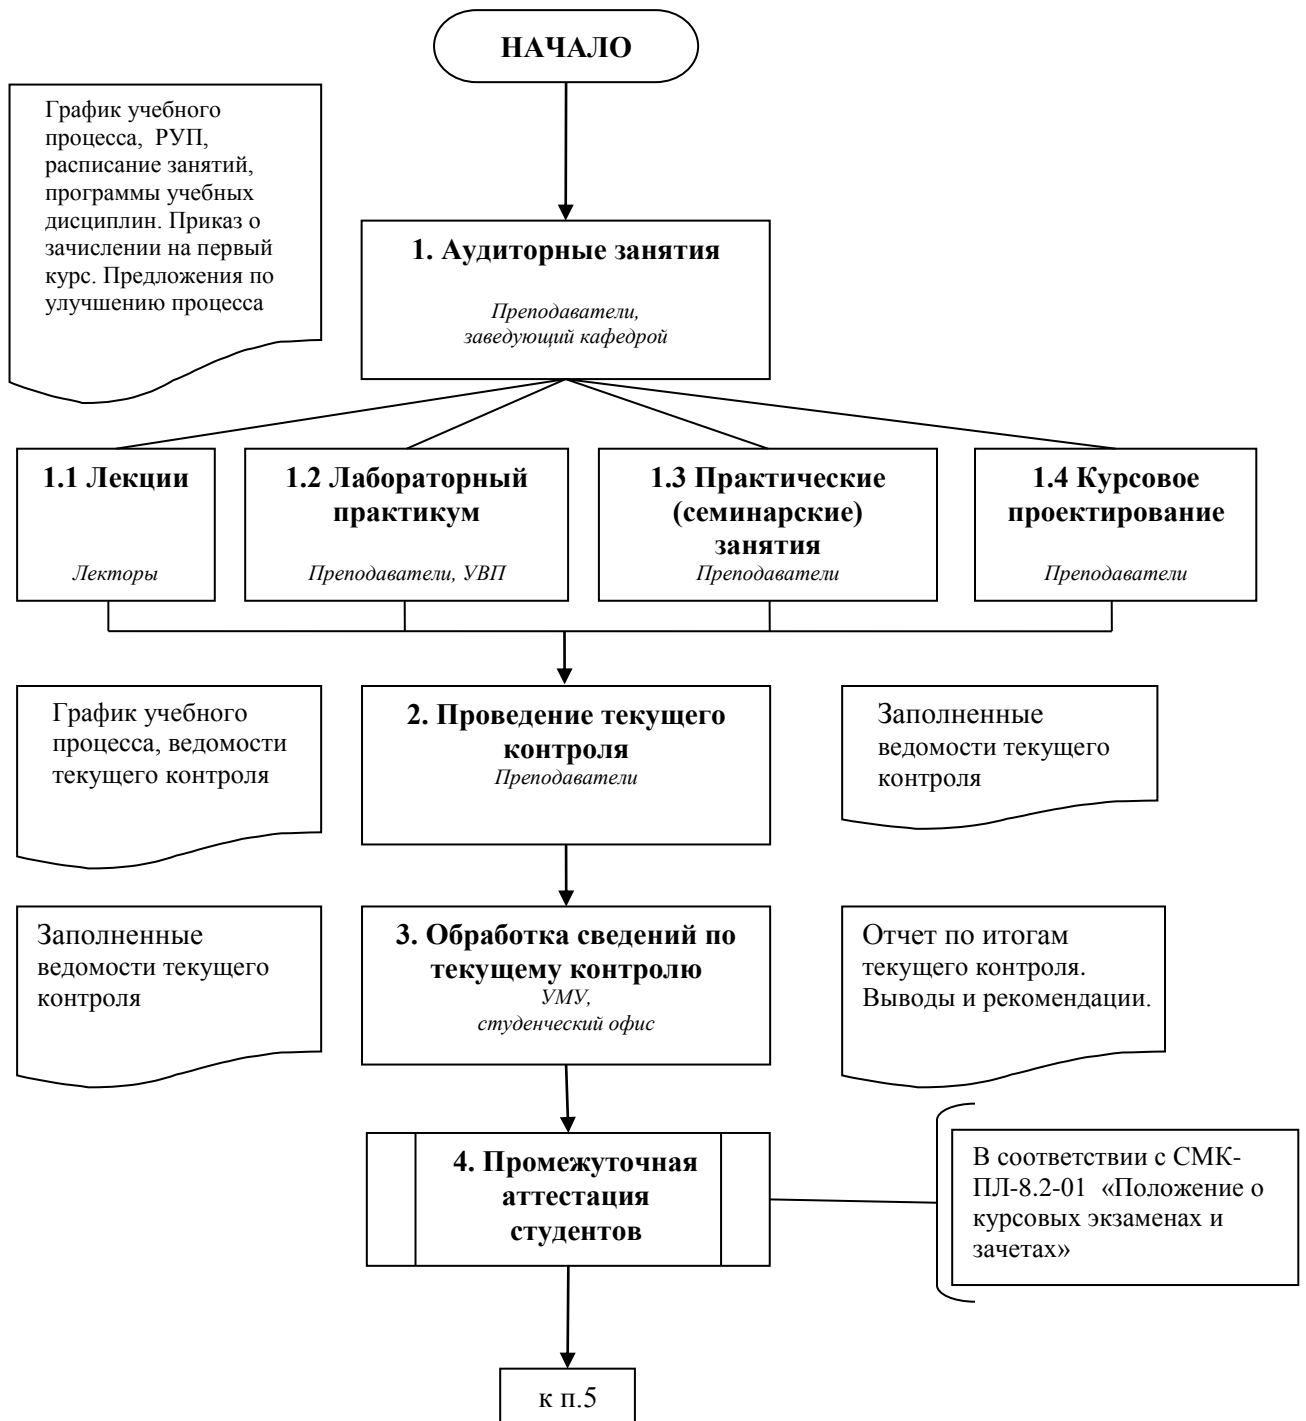 НАЧАЛО
График учебного
процесса, РУП,
расписание занятий,
программы учебных
дисциплин. Приказ о
зачислении на первый
курс. Предложения по
улучшению процесса
1. Аудиторные занятия
Преподаватели,
заведующий кафедрой
1.1 Лекции
Лекторы
1.2 Лабораторный
практикум
Преподаватели, УВП
1.3 Практические
(семинарские)
занятия
Преподаватели
1.4 Курсовое
проектирование
Преподаватели
График учебного
процесса, ведомости
текущего контроля
2. Проведение текущего
контроля
Преподаватели
Заполненные
ведомости текущего
контроля
Заполненные
ведомости текущего
контроля
3. Обработка сведений по
текущему контролю
УМУ,
студенческий офис
Отчет по итогам
текущего контроля.
Выводы и рекомендации.
4. Промежуточная
аттестация
студентов
В соответствии с СМК-
ПЛ-8.2-01 «Положение о
курсовых экзаменах и
зачетах»
к п.5